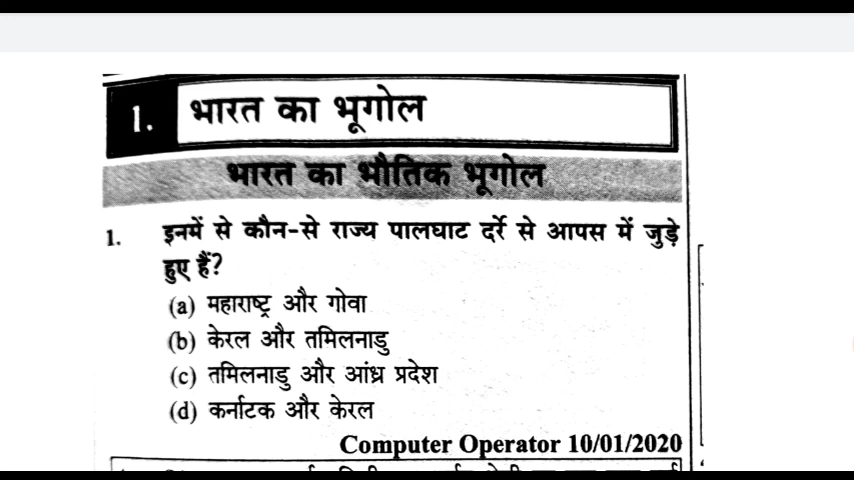 1. भारत का भूगोल
भारत का भौतिक भूगोल
1. इनमें से कौन-से राज्य पालघाट दर्रे से आपस में जुड़े
हुए हैं?
(a) महाराष्ट्र और गोवा
(b) केरल और तमिलनाडु
(c) तमिलनाडु और आंध्र प्रदेश
(d) कर्नाटक और केरल
Computer Operator 10/01/2020